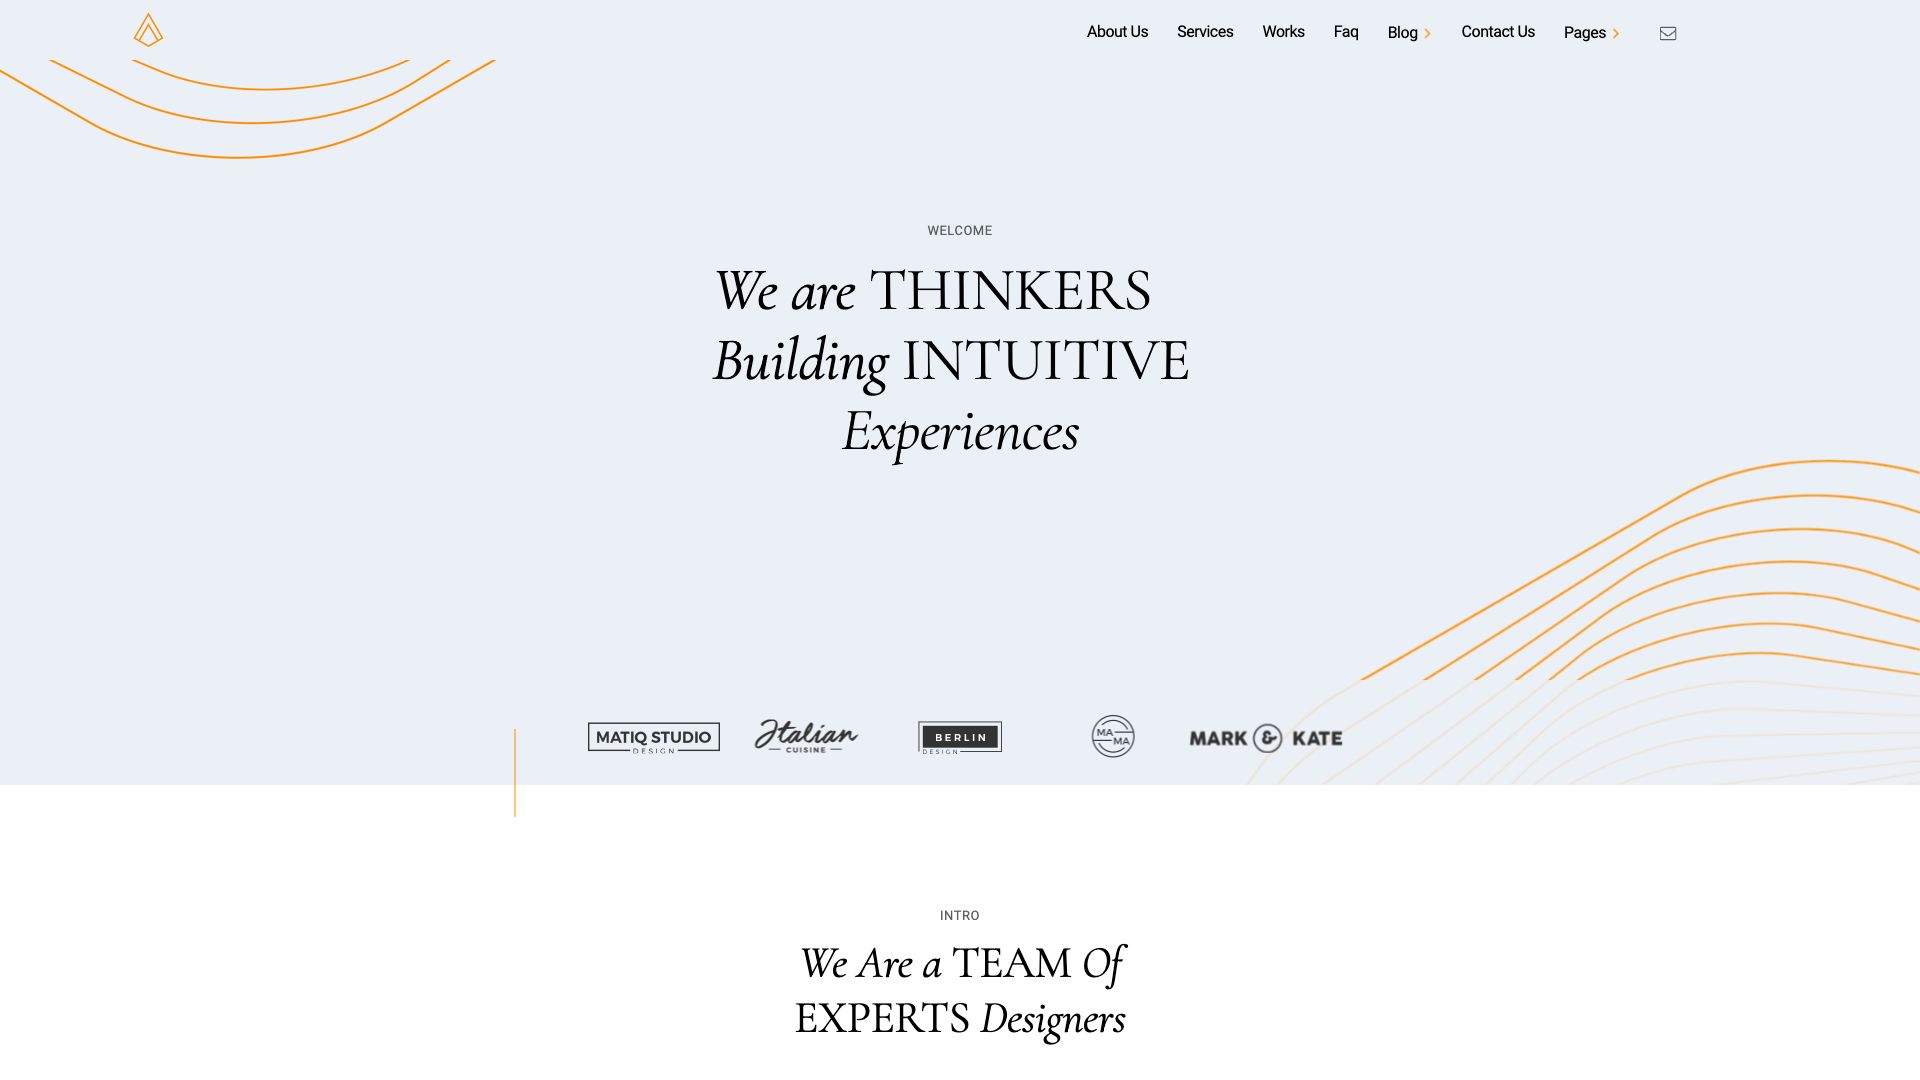 About Us Services Works Faq Blog Contact Us Pages
WELCOME
We are THINKERS
Building INTUITIVE
Experiences
MATIQ STUDIO
DESIGN
Italian
CUISINE
BERLIN
DESIGN
MA
MA
MARK & KATE
INTRO
We Are a TEAM Of
EXPERTS Designers